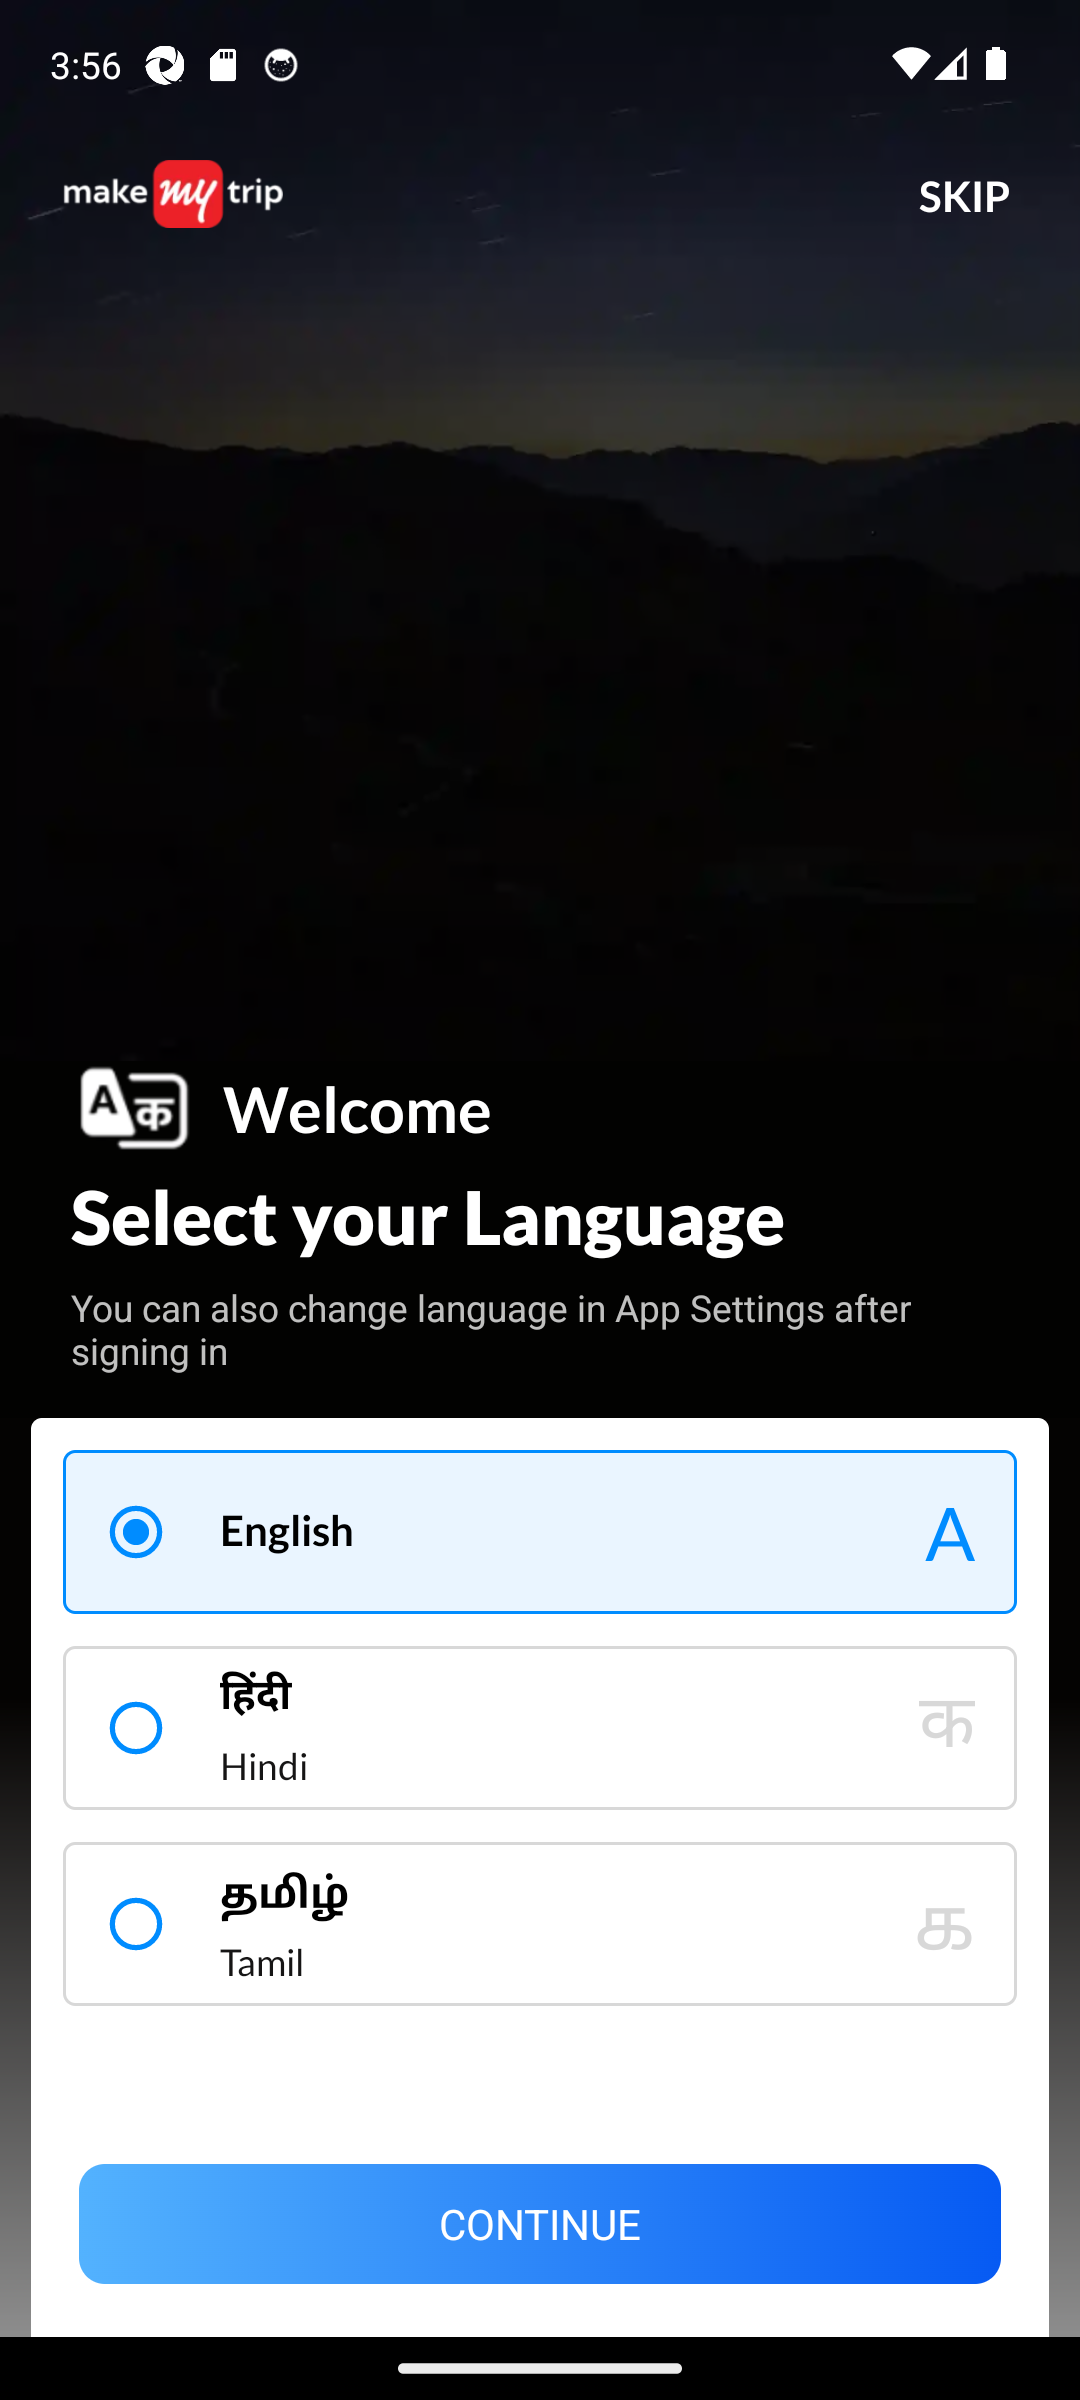 3:56
make my trip
SKIP
A क
Welcome
Select your Language
You can also change language in App Settings after
signing in
English
A
हिंदी
Hindi
क
தமிழ்
Tamil
க
CONTINUE